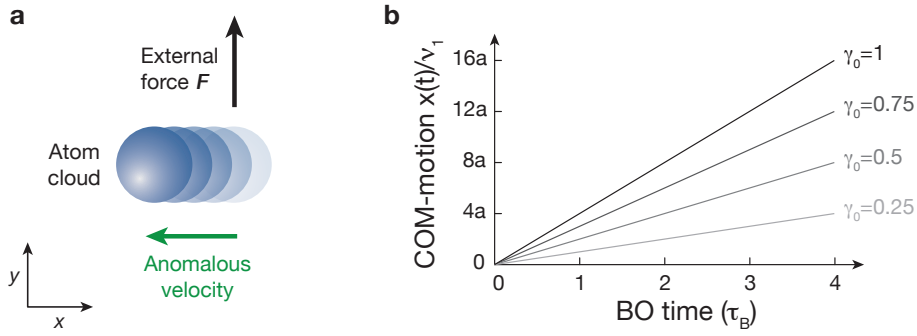 a
External
force F
Atom
cloud
Anomalous
velocity
y
x
b
COM-motion x(t)/ν₁
16a
12a
8a
4a
0
0 1 2 3 4
BO time (τ_B)
γ₀=1
γ₀=0.75
γ₀=0.5
γ₀=0.25